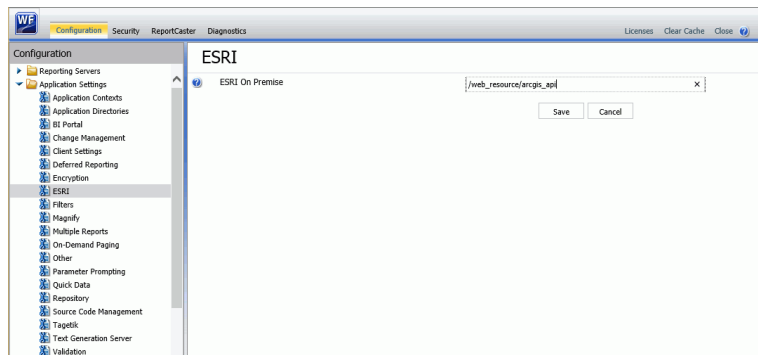 WF
Configuration Security ReportCaster Diagnostics Licenses Clear Cache Close ?
Configuration
Reporting Servers
Application Settings
Application Contexts
Application Directories
BI Portal
Change Management
Client Settings
Deferred Reporting
Encryption
ESRI
Filters
Magnify
Multiple Reports
On-Demand Paging
Other
Parameter Prompting
Quick Data
Repository
Source Code Management
Tagetik
Text Generation Server
Validation
ESRI
? ESRI On Premise /web_resource/arcgis_api ×
Save Cancel